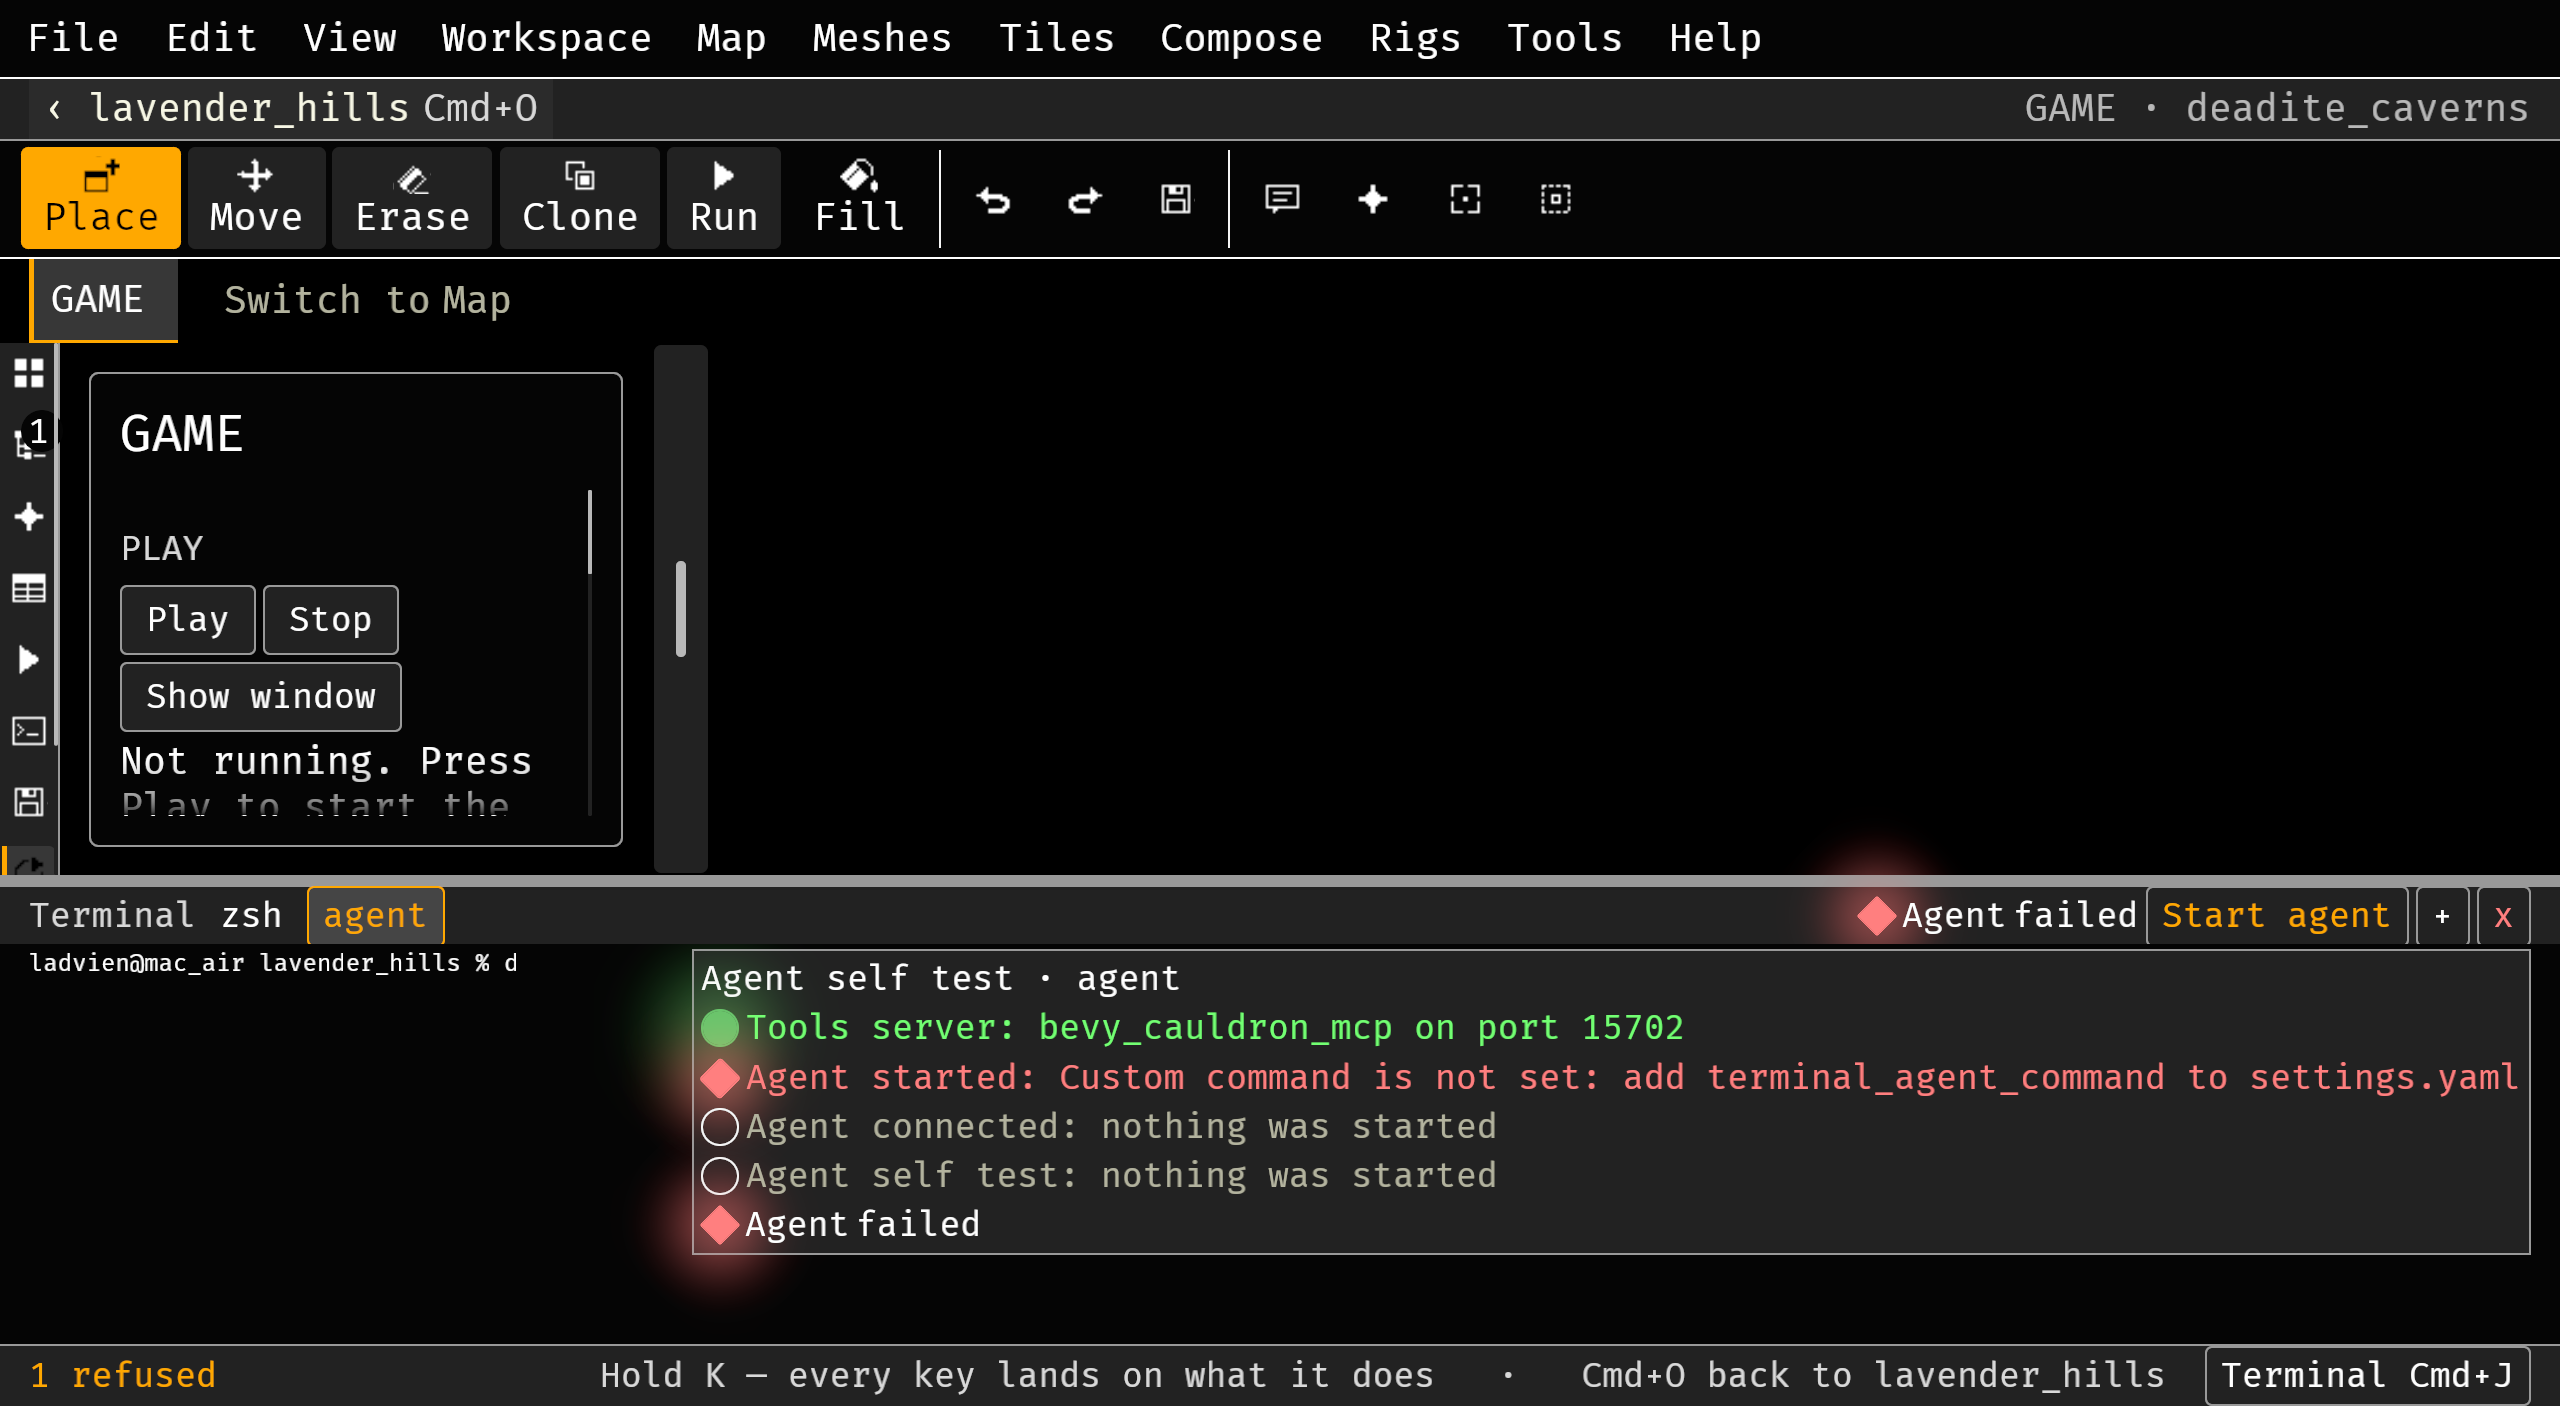 File Edit View Workspace Map Meshes Tiles Compose Rigs Tools Help
‹ lavender_hills Cmd+O GAME · deadite_caverns
Place Move Erase Clone Run Fill
GAME Switch to Map
1
GAME
PLAY
Play Stop
Show window
Not running. Press
Play to start the
Terminal zsh agent Agent failed Start agent + x
ladvien@mac_air lavender_hills % d
Agent self test · agent
Tools server: bevy_cauldron_mcp on port 15702
Agent started: Custom command is not set: add terminal_agent_command to settings.yaml
Agent connected: nothing was started
Agent self test: nothing was started
Agent failed
1 refused Hold K — every key lands on what it does · Cmd+O back to lavender_hills Terminal Cmd+J